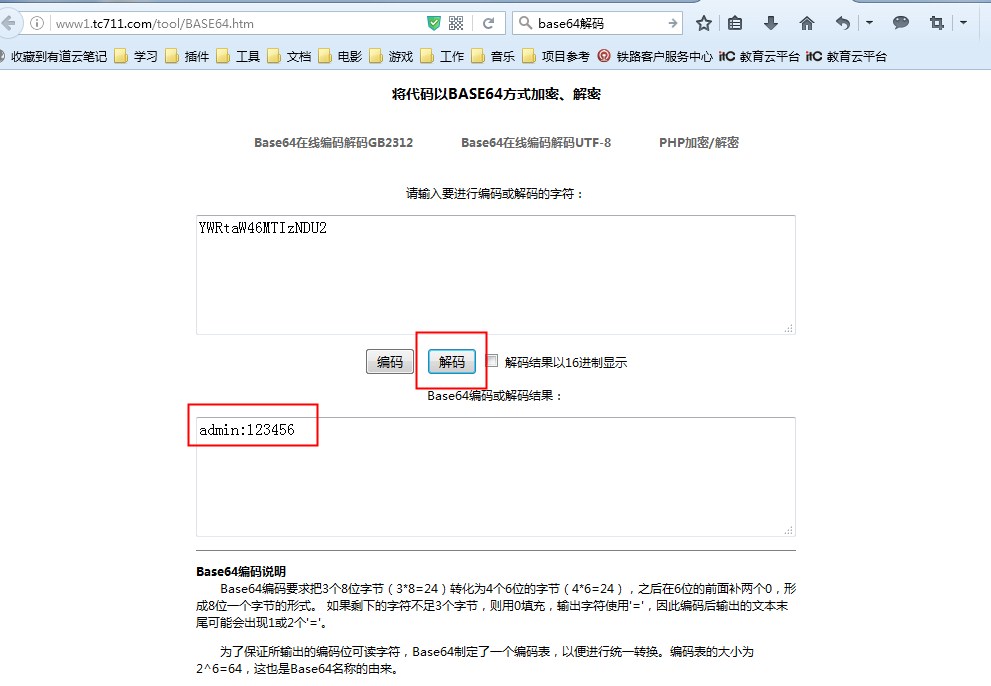 www1.tc711.com/tool/BASE64.htm
base64解码
收藏到有道云笔记 学习 插件 工具 文档 电影 游戏 工作 音乐 项目参考 铁路客户服务中心 itC 教育云平台 itC 教育云平台
将代码以BASE64方式加密、解密
Base64在线编码解码GB2312 Base64在线编码解码UTF-8 PHP加密/解密
请输入要进行编码或解码的字符：
YWRtaW46MTIzNDU2
编码 解码 解码结果以16进制显示
Base64编码或解码结果：
admin:123456
Base64编码说明
Base64编码要求把3个8位字节（3*8=24）转化为4个6位的字节（4*6=24），之后在6位的前面补两个0，形
成8位一个字节的形式。 如果剩下的字符不足3个字节，则用0填充，输出字符使用'='，因此编码后输出的文本末
尾可能会出现1或2个'='。
为了保证所输出的编码位可读字符，Base64制定了一个编码表，以便进行统一转换。编码表的大小为
2^6=64，这也是Base64名称的由来。